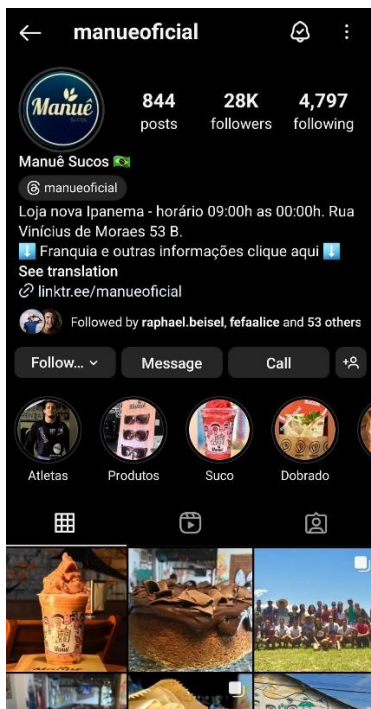 manueoficial
Manuê
SUCOS
844 28K 4,797
posts followers following
Manuê Sucos 🇧🇷
manueoficial
Loja nova Ipanema - horário 09:00h as 00:00h. Rua
Vinícius de Moraes 53 B.
⬇️ Franquia e outras informações clique aqui ⬇️
See translation
linktr.ee/manueoficial
Followed by raphael.beisel, fefaalice and 53 others
Follow... Message Call
Atletas Produtos Suco Dobrado